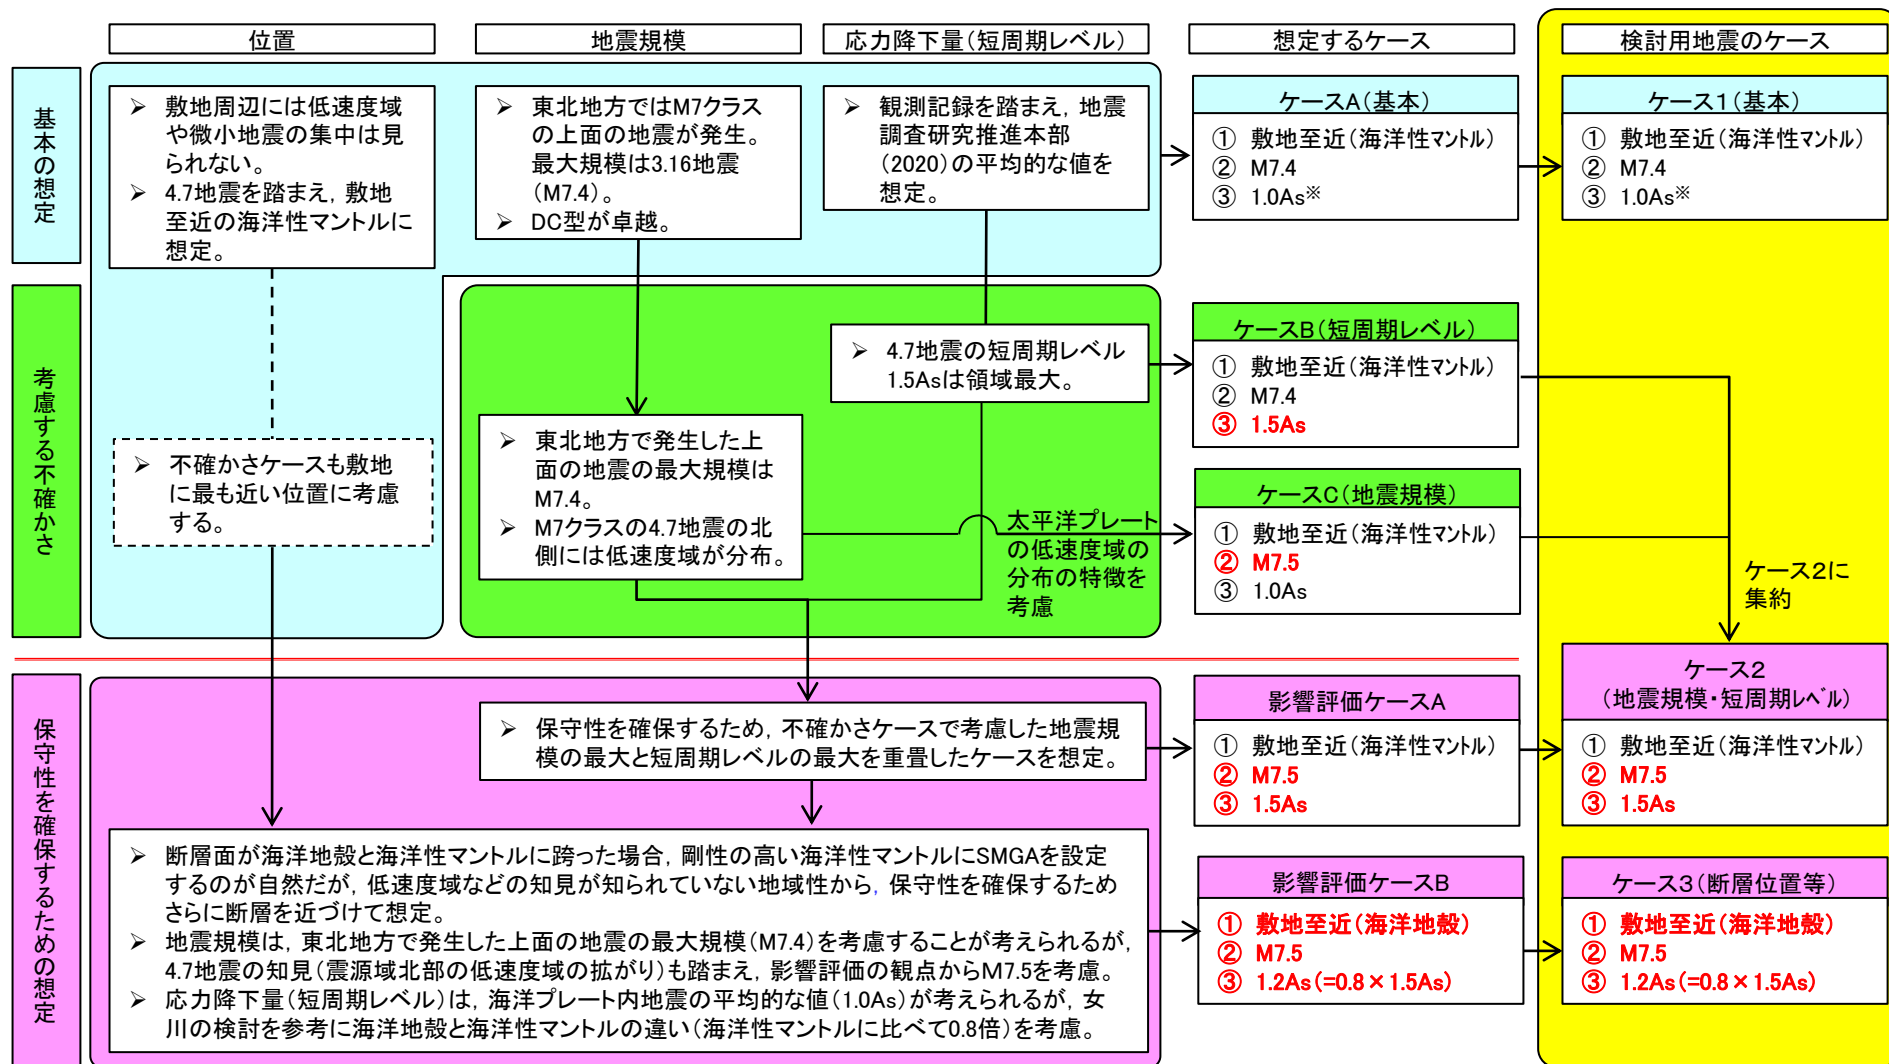 位置
地震規模
応力降下量(短周期レベル)
想定するケース
検討用地震のケース
基本の想定
➢ 敷地周辺には低速度域
や微小地震の集中は見
られない。
➢ 4.7地震を踏まえ,敷地
至近の海洋性マントルに
想定。
➢ 東北地方ではM7クラス
の上面の地震が発生。
最大規模は3.16地震
(M7.4)。
➢ DC型が卓越。
➢ 観測記録を踏まえ,地震
調査研究推進本部
(2020)の平均的な値を
想定。
ケースA(基本)
① 敷地至近(海洋性マントル)
② M7.4
③ 1.0As※
ケース1(基本)
① 敷地至近(海洋性マントル)
② M7.4
③ 1.0As※
考慮する不確かさ
➢ 不確かさケースも敷地
に最も近い位置に考慮
する。
➢ 東北地方で発生した上
面の地震の最大規模は
M7.4。
➢ M7クラスの4.7地震の北
側には低速度域が分布。
➢ 4.7地震の短周期レベル
1.5Asは領域最大。
太平洋プレート
の低速度域の
分布の特徴を
考慮
ケースB(短周期レベル)
① 敷地至近(海洋性マントル)
② M7.4
③ 1.5As
ケースC(地震規模)
① 敷地至近(海洋性マントル)
② M7.5
③ 1.0As
ケース2に
集約
保守性を確保するための想定
➢ 保守性を確保するため,不確かさケースで考慮した地震規
模の最大と短周期レベルの最大を重畳したケースを想定。
➢ 断層面が海洋地殻と海洋性マントルに跨った場合,剛性の高い海洋性マントルにSMGAを設定
するのが自然だが,低速度域などの知見が知られていない地域性から,保守性を確保するため
さらに断層を近づけて想定。
➢ 地震規模は,東北地方で発生した上面の地震の最大規模(M7.4)を考慮することが考えられるが,
4.7地震の知見(震源域北部の低速度域の拡がり)も踏まえ,影響評価の観点からM7.5を考慮。
➢ 応力降下量(短周期レベル)は,海洋プレート内地震の平均的な値(1.0As)が考えられるが,女
川の検討を参考に海洋地殻と海洋性マントルの違い(海洋性マントルに比べて0.8倍)を考慮。
影響評価ケースA
① 敷地至近(海洋性マントル)
② M7.5
③ 1.5As
ケース2
(地震規模・短周期レベル)
① 敷地至近(海洋性マントル)
② M7.5
③ 1.5As
影響評価ケースB
① 敷地至近(海洋地殻)
② M7.5
③ 1.2As(=0.8×1.5As)
ケース3(断層位置等)
① 敷地至近(海洋地殻)
② M7.5
③ 1.2As(=0.8×1.5As)